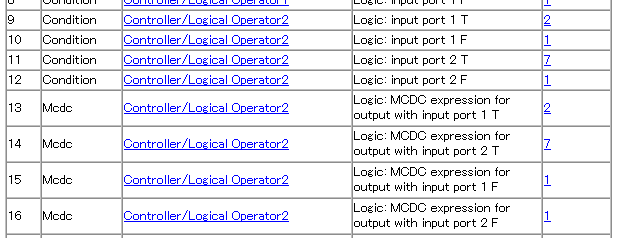 8 Condition Controller/Logical Operator1 Logic: input port 1 T 1
9 Condition Controller/Logical Operator2 Logic: input port 1 T 2
10 Condition Controller/Logical Operator2 Logic: input port 1 F 1
11 Condition Controller/Logical Operator2 Logic: input port 2 T 7
12 Condition Controller/Logical Operator2 Logic: input port 2 F 1
13 Mcdc Controller/Logical Operator2 Logic: MCDC expression for
output with input port 1 T 2
14 Mcdc Controller/Logical Operator2 Logic: MCDC expression for
output with input port 2 T 7
15 Mcdc Controller/Logical Operator2 Logic: MCDC expression for
output with input port 1 F 1
16 Mcdc Controller/Logical Operator2 Logic: MCDC expression for
output with input port 2 F 1